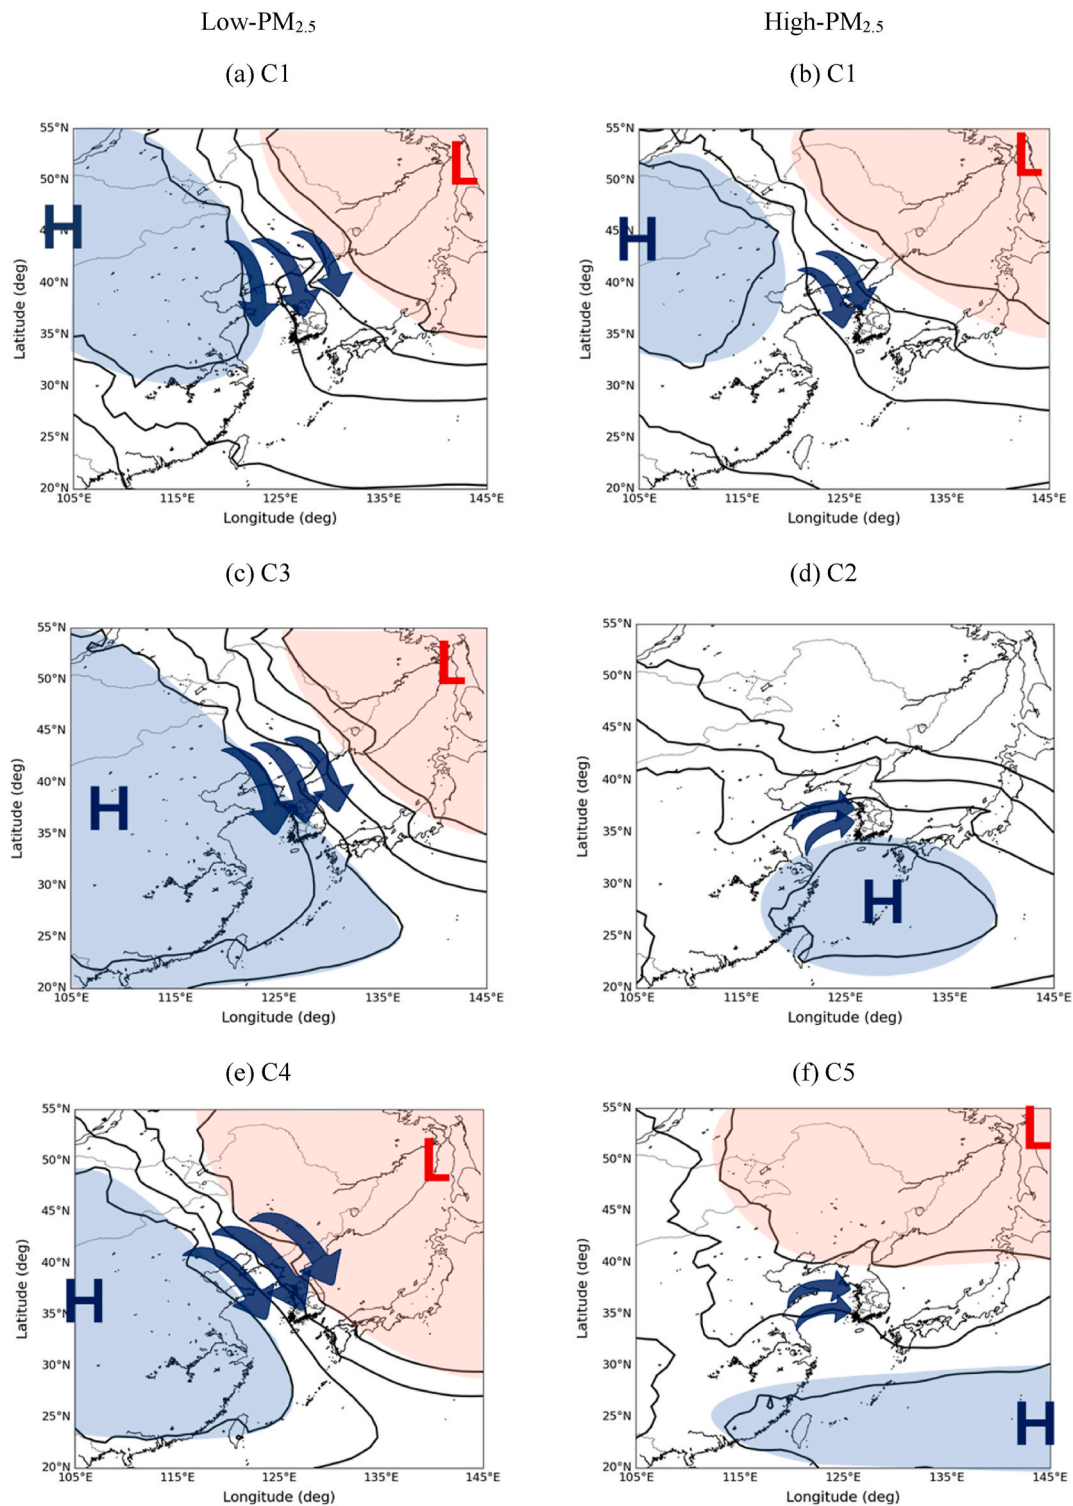 Low-PM2.5
High-PM2.5
(a) C1
(b) C1
55°N
50°N
45°N
40°N
35°N
30°N
25°N
20°N
105°E
115°E
125°E
135°E
145°E
Latitude (deg)
Longitude (deg)
H
L
55°N
50°N
45°N
40°N
35°N
30°N
25°N
20°N
105°E
115°E
125°E
135°E
145°E
Latitude (deg)
Longitude (deg)
H
L
(c) C3
(d) C2
55°N
50°N
45°N
40°N
35°N
30°N
25°N
20°N
105°E
115°E
125°E
135°E
145°E
Latitude (deg)
Longitude (deg)
H
L
55°N
50°N
45°N
40°N
35°N
30°N
25°N
20°N
105°E
115°E
125°E
135°E
145°E
Latitude (deg)
Longitude (deg)
H
(e) C4
(f) C5
55°N
50°N
45°N
40°N
35°N
30°N
25°N
20°N
105°E
115°E
125°E
135°E
145°E
Latitude (deg)
Longitude (deg)
H
L
55°N
50°N
45°N
40°N
35°N
30°N
25°N
20°N
105°E
115°E
125°E
135°E
145°E
Latitude (deg)
Longitude (deg)
L
H